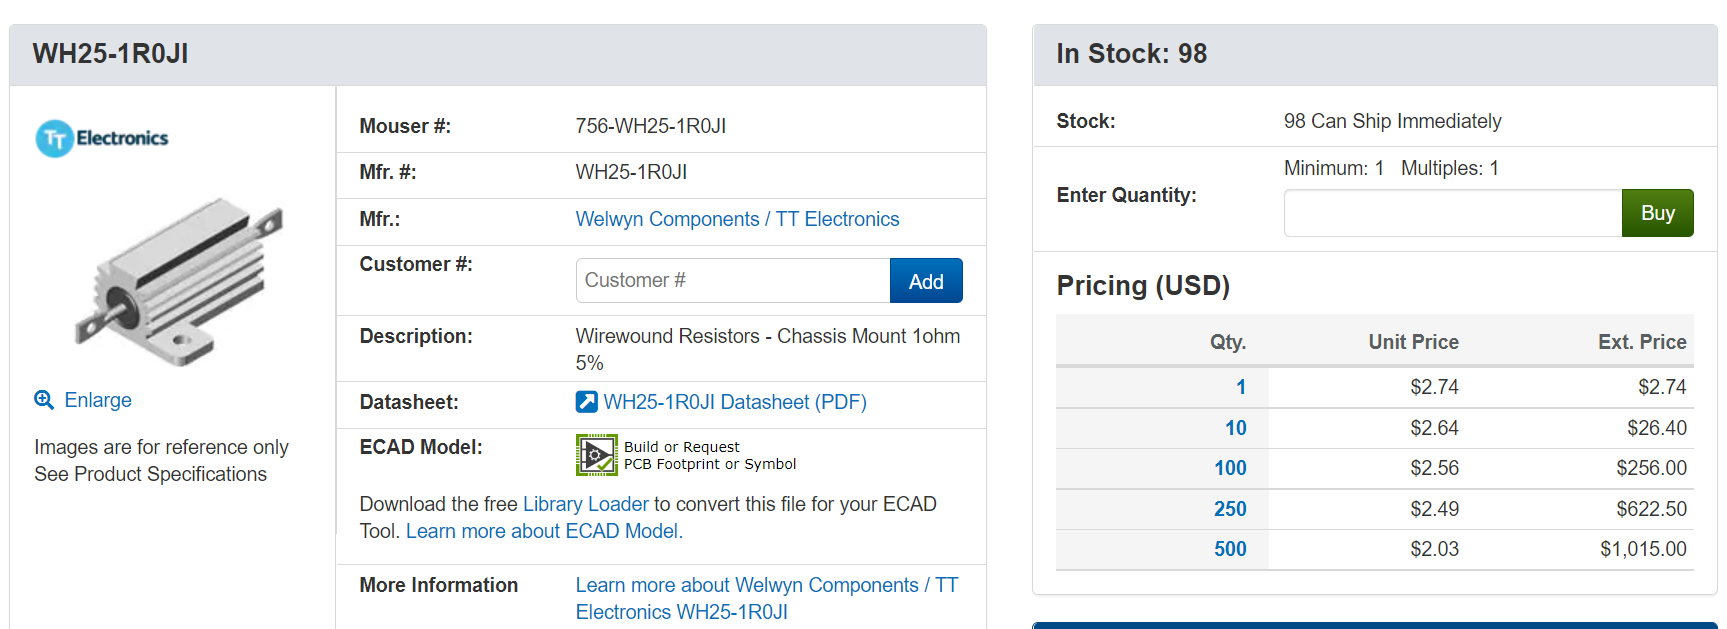 WH25-1R0JI
TT Electronics
Enlarge
Images are for reference only
See Product Specifications
Mouser #: 756-WH25-1R0JI
Mfr. #: WH25-1R0JI
Mfr.: Welwyn Components / TT Electronics
Customer #: Customer # Add
Description: Wirewound Resistors - Chassis Mount 1ohm
5%
Datasheet: WH25-1R0JI Datasheet (PDF)
ECAD Model: Build or Request
PCB Footprint or Symbol
Download the free Library Loader to convert this file for your ECAD
Tool. Learn more about ECAD Model.
More Information Learn more about Welwyn Components / TT
Electronics WH25-1R0JI
In Stock: 98
Stock: 98 Can Ship Immediately
Minimum: 1 Multiples: 1
Enter Quantity: Buy
Pricing (USD)
Qty. Unit Price Ext. Price
1 $2.74 $2.74
10 $2.64 $26.40
100 $2.56 $256.00
250 $2.49 $622.50
500 $2.03 $1,015.00